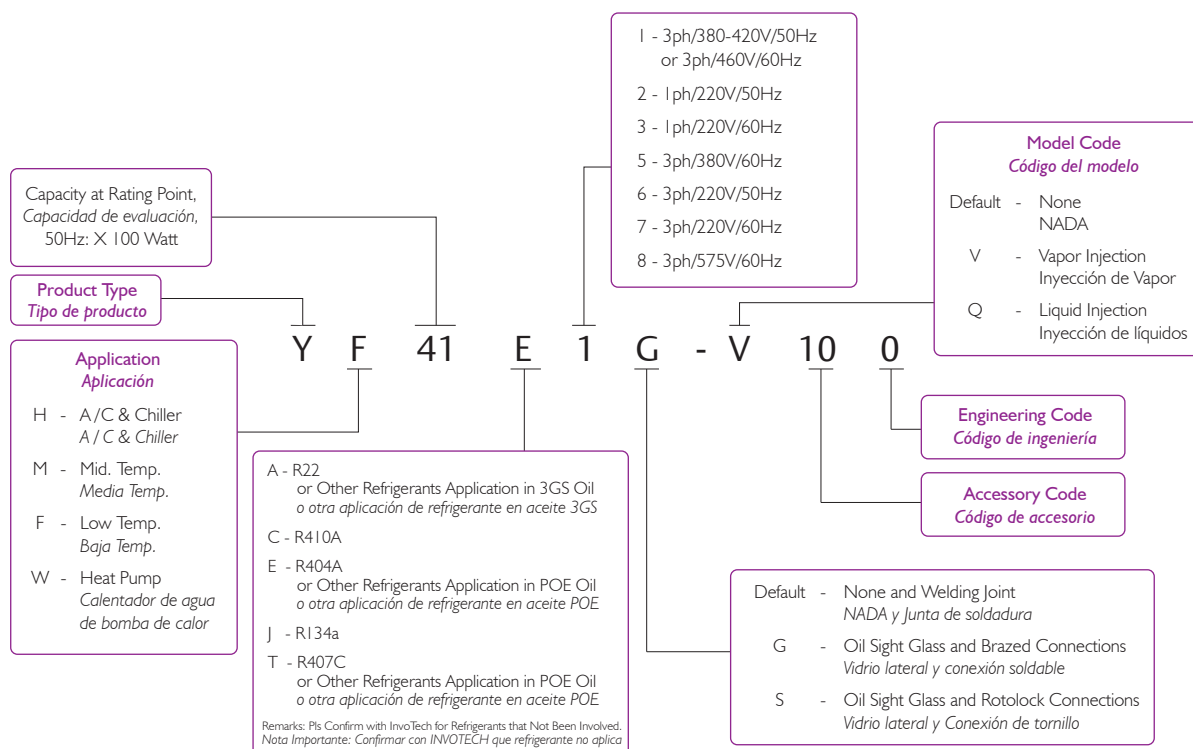 1 - 3ph/380-420V/50Hz
or 3ph/460V/60Hz
2 - 1ph/220V/50Hz
3 - 1ph/220V/60Hz
5 - 3ph/380V/60Hz
6 - 3ph/220V/50Hz
7 - 3ph/220V/60Hz
8 - 3ph/575V/60Hz
Model Code
Código del modelo
Default - None
NADA
V - Vapor Injection
Inyección de Vapor
Q - Liquid Injection
Inyección de líquidos
Capacity at Rating Point,
Capacidad de evaluación,
50Hz: X 100 Watt
Product Type
Tipo de producto
Y F 41 E 1 G - V 10 0
Application
Aplicación
H - A/C & Chiller
A / C & Chiller
M - Mid. Temp.
Media Temp.
F - Low Temp.
Baja Temp.
W - Heat Pump
Calentador de agua
de bomba de calor
A - R22
or Other Refrigerants Application in 3GS Oil
o otra aplicación de refrigerante en aceite 3GS
C - R410A
E - R404A
or Other Refrigerants Application in POE Oil
o otra aplicación de refrigerante en aceite POE
J - R134a
T - R407C
or Other Refrigerants Application in POE Oil
o otra aplicación de refrigerante en aceite POE
Remarks: Pls Confirm with InvoTech for Refrigerants that Not Been Involved.
Nota Importante: Confirmar con INVOTECH que refrigerante no aplica
Engineering Code
Código de ingeniería
Accessory Code
Código de accesorio
Default - None and Welding Joint
NADA y Junta de soldadura
G - Oil Sight Glass and Brazed Connections
Vidrio lateral y conexión soldable
S - Oil Sight Glass and Rotolock Connections
Vidrio lateral y Conexión de tornillo